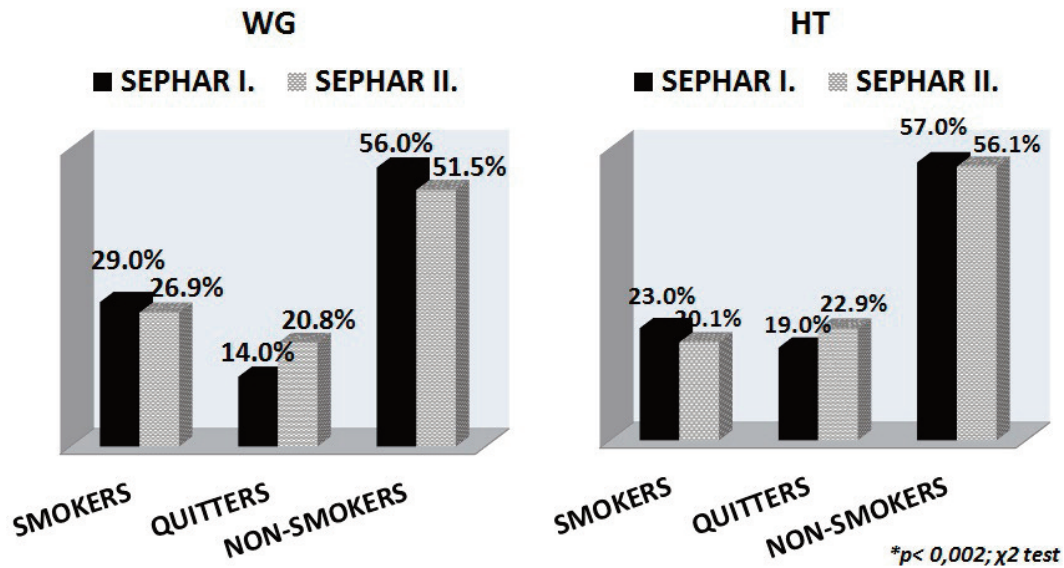 WG
SEPHAR I. SEPHAR II.
56.0%
51.5%
29.0%
26.9%
20.8%
14.0%
SMOKERS
QUITTERS
NON-SMOKERS
HT
SEPHAR I. SEPHAR II.
57.0%
56.1%
23.0%
20.1%
22.9%
19.0%
SMOKERS
QUITTERS
NON-SMOKERS
*p< 0,002; χ2 test